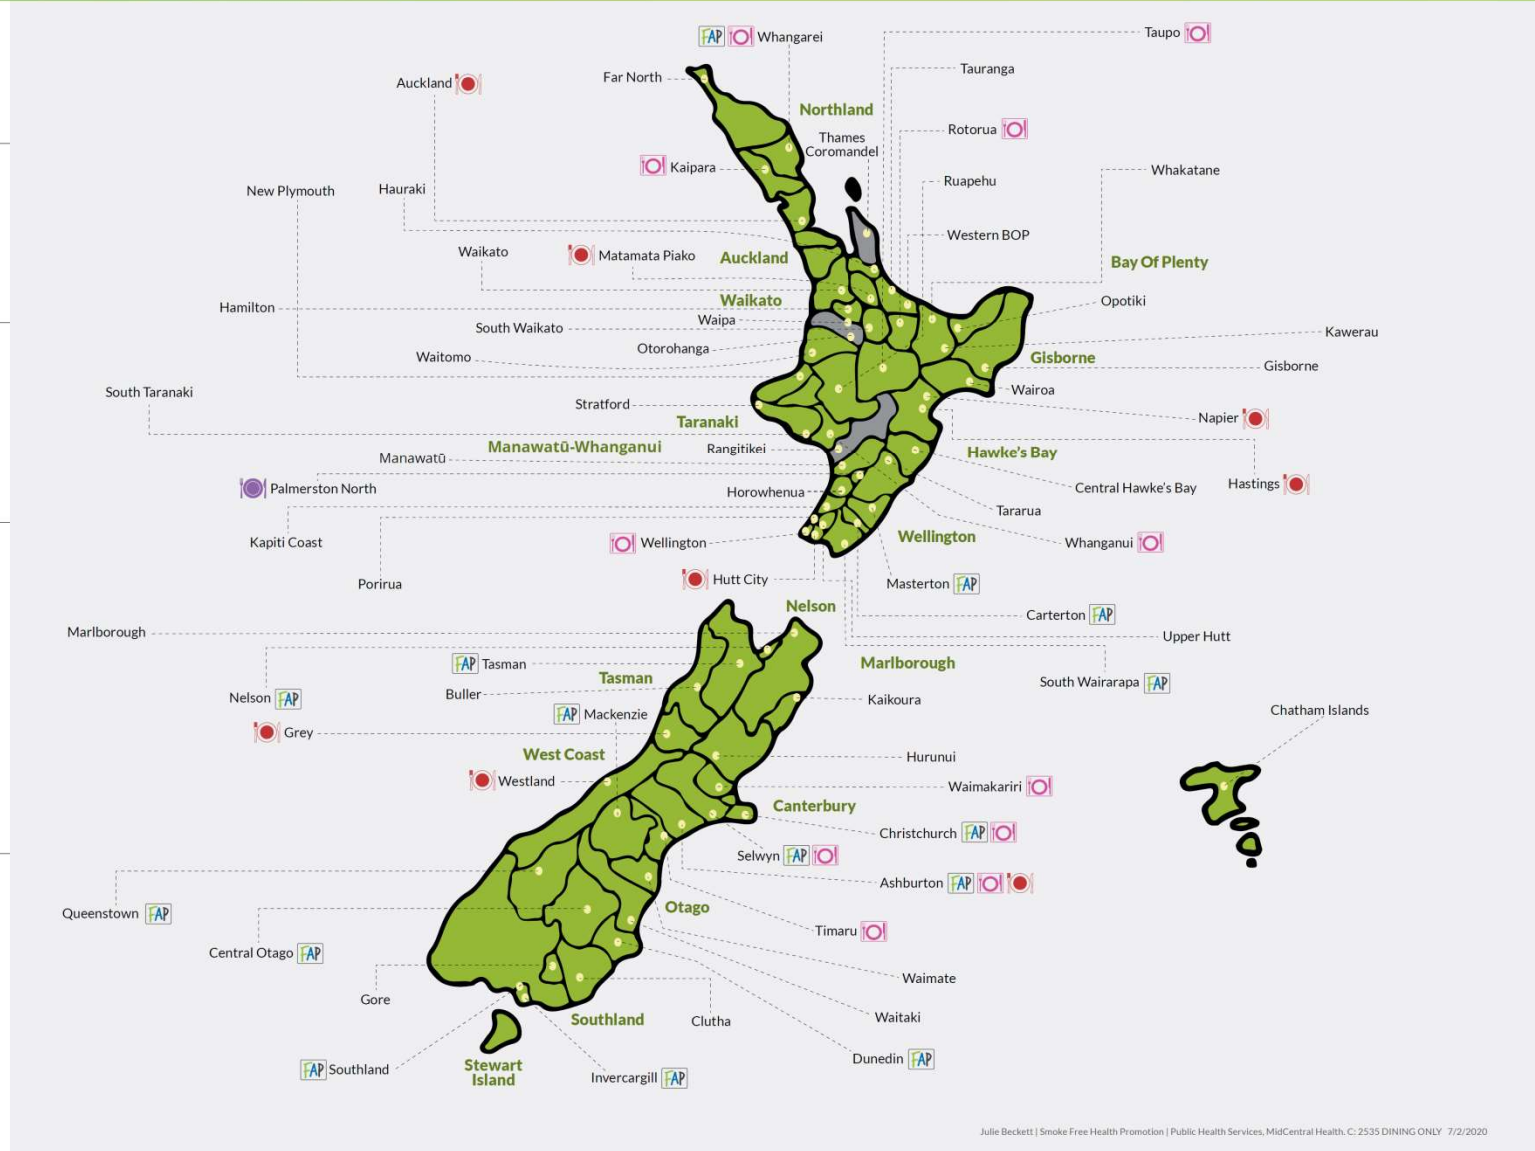 FAP Whangarei
Taupo
Far North
Tauranga
Auckland
Northland
Thames
Coromandel
Rotorua
Kaipara
Whakatane
New Plymouth
Hauraki
Ruapehu
Western BOP
Waikato
Matamata Piako
Auckland
Bay Of Plenty
Waikato
Opotiki
Hamilton
Waipa
South Waikato
Kawerau
Otorohanga
Waitomo
Gisborne
Gisborne
South Taranaki
Wairoa
Stratford
Taranaki
Napier
Manawatū-Whanganui
Rangitikei
Hawke's Bay
Manawatū
Palmerston North
Horowhenua
Central Hawke's Bay
Hastings
Tararua
Kapiti Coast
Wellington
Wellington
Whanganui
Porirua
Hutt City
Masterton FAP
Nelson
Carterton FAP
Marlborough
Upper Hutt
FAP Tasman
Marlborough
Tasman
South Wairarapa FAP
Nelson FAP
Buller
Kaikoura
FAP Mackenzie
Chatham Islands
Grey
West Coast
Hurunui
Westland
Waimakariri
Canterbury
Christchurch FAP
Selwyn FAP
Ashburton FAP
Queenstown FAP
Otago
Timaru
Central Otago FAP
Waimate
Gore
Southland
Clutha
Waitaki
Dunedin FAP
FAP Southland
Stewart
Island
Invercargill FAP
Julie Beckett | Smoke Free Health Promotion | Public Health Services, MidCentral Health. C: 2535 DINING ONLY 7/2/2020